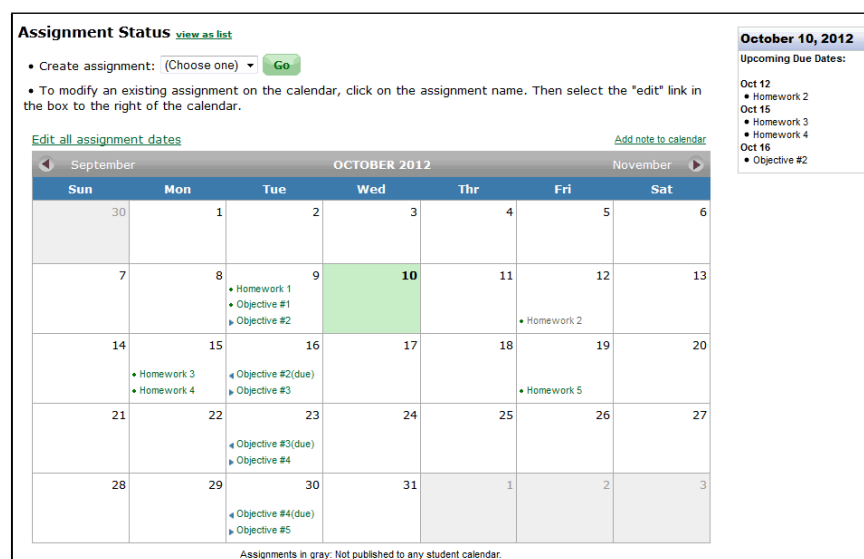 Assignment Status view as list
• Create assignment: (Choose one) Go
• To modify an existing assignment on the calendar, click on the assignment name. Then select the "edit" link in
the box to the right of the calendar.
Edit all assignment dates Add note to calendar
September OCTOBER 2012 November
Sun Mon Tue Wed Thr Fri Sat
30 1 2 3 4 5 6
7 8 9 10 11 12 13
• Homework 1
• Objective #1
Objective #2 • Homework 2
14 15 16 17 18 19 20
• Homework 3 Objective #2(due)
• Homework 4 Objective #3 • Homework 5
21 22 23 24 25 26 27
Objective #3(due)
Objective #4
28 29 30 31 1 2 3
Objective #4(due)
Objective #5
Assignments in gray: Not published to any student calendar.
October 10, 2012
Upcoming Due Dates:
Oct 12
• Homework 2
Oct 15
• Homework 3
• Homework 4
Oct 16
• Objective #2